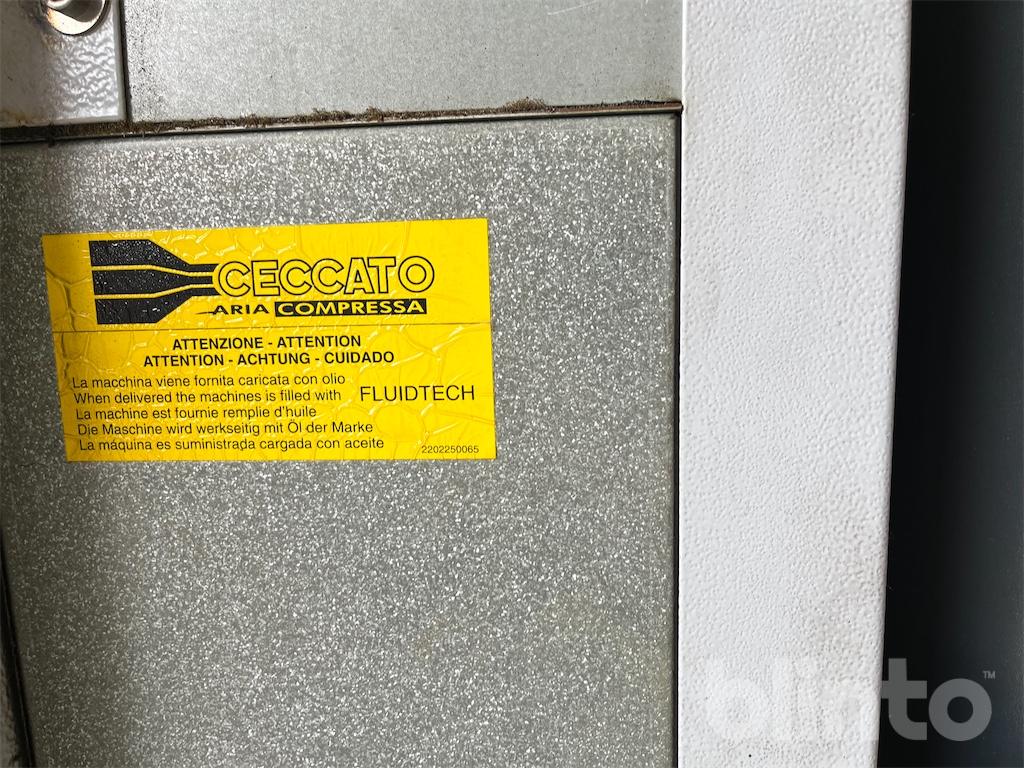 CECCATO
ARIA COMPRESSA
ATTENZIONE - ATTENTION
ATTENTION - ACHTUNG - CUIDADO
La macchina viene fornita caricata con olio
When delivered the machines is filled with
La machine est fournie remplie d'huile
Die Maschine wird werkseitig mit Öl der Marke
La máquina es suministrada cargada con aceite
FLUIDTECH
2202250065
blinto™